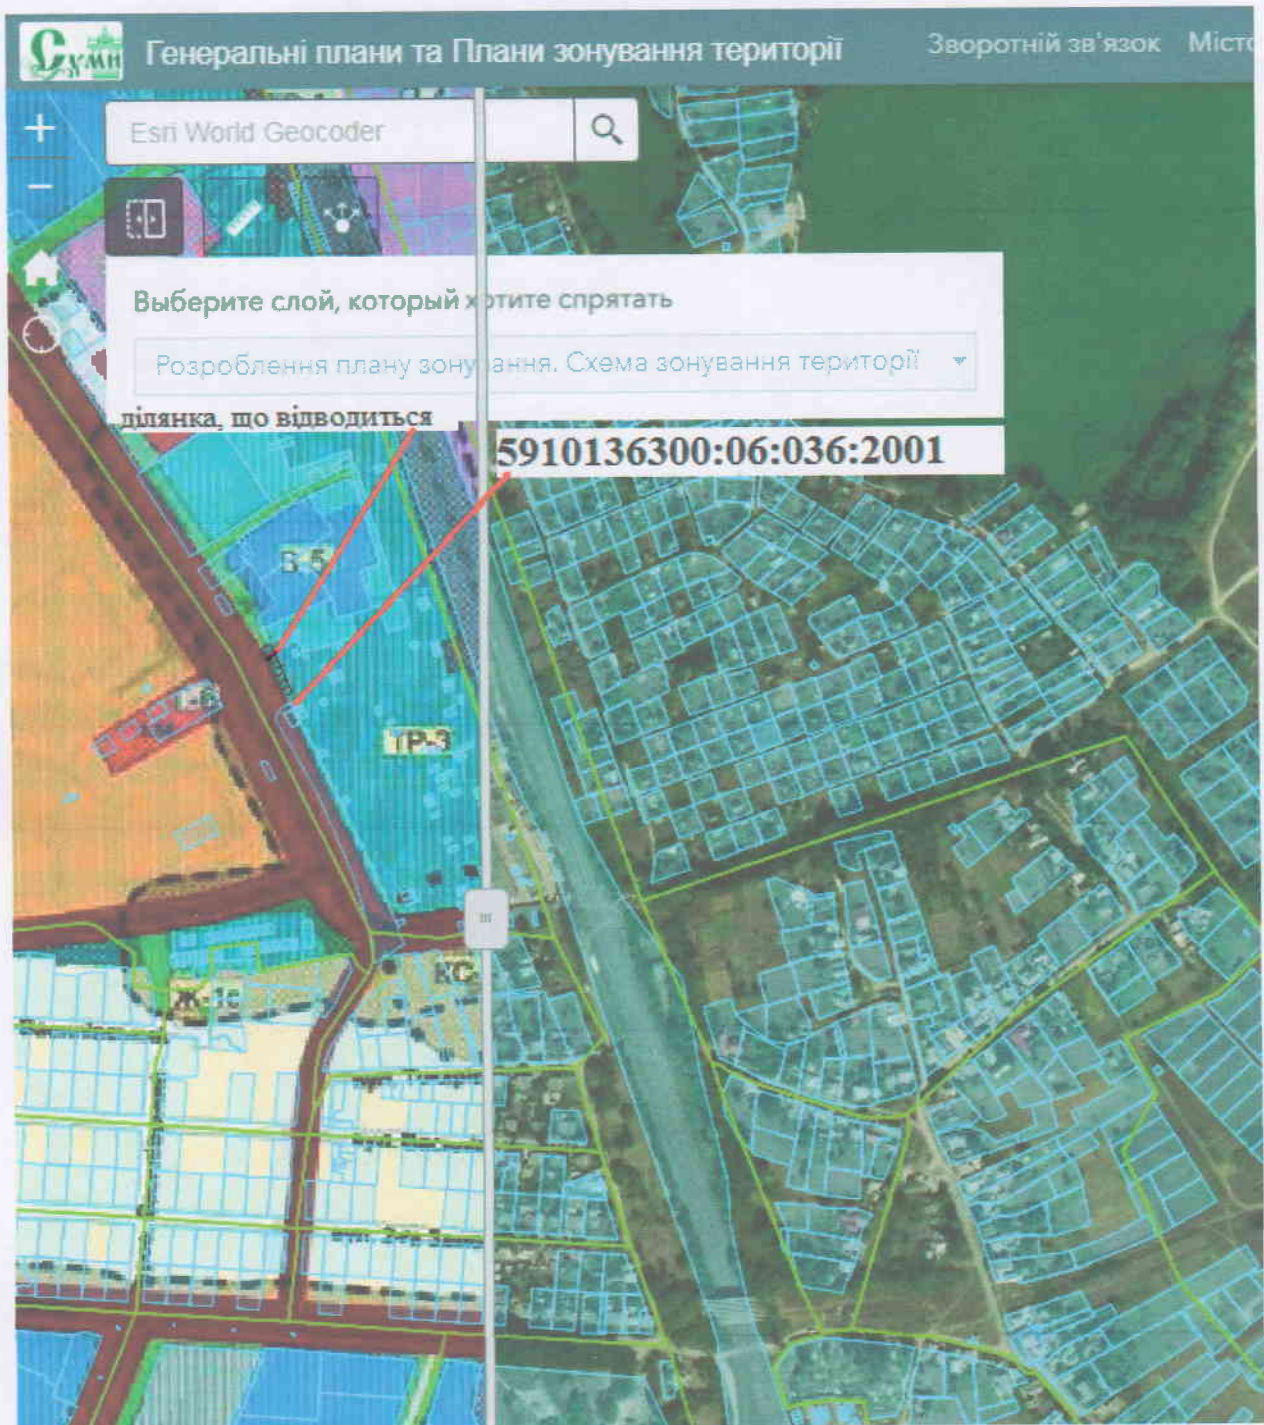 Суми
Генеральні плани та Плани зонування території
Зворотній зв'язок
Esri World Geocoder
Выберите слой, который хотите спрятать
Розроблення плану зонування. Схема зонування території
ділянка, що відводиться
5910136300:06:036:2001
В-5
ТР-3
КС
Ж-1с